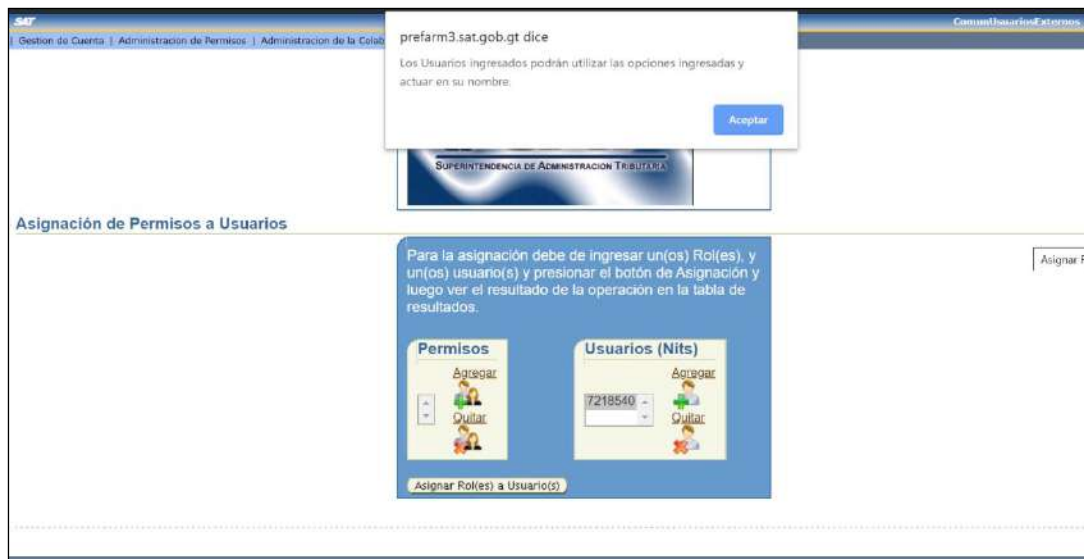 SAT
ComunUsuariosExternos
| Gestion de Cuenta | Administración de Permisos | Administracion de la Colab
prefarm3.sat.gob.gt dice
Los Usuarios ingresados podrán utilizar las opciones ingresadas y
actuar en su nombre.
Aceptar
SUPERINTENDENCIA DE ADMINISTRACION TRIBUTARIA
Asignación de Permisos a Usuarios
Para la asignación debe de ingresar un(os) Rol(es), y
un(os) usuario(s) y presionar el botón de Asignación y
luego ver el resultado de la operación en la tabla de
resultados.
Asignar
Permisos
Agregar
Quitar
Usuarios (Nits)
Agregar
7218540
Quitar
Asignar Rol(es) a Usuario(s)